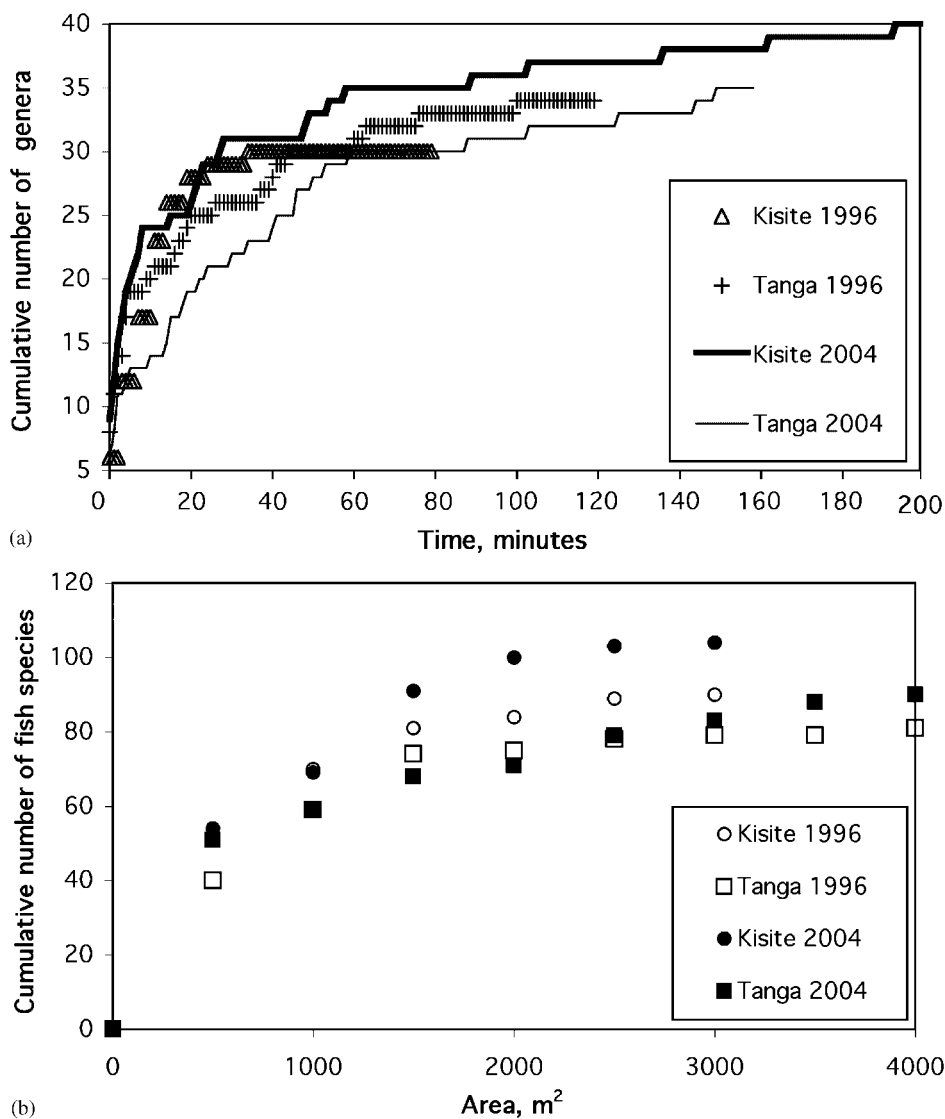 40
35
30
25
20
15
10
5
Cumulative number of genera
0 20 40 60 80 100 120 140 160 180 200
Time, minutes
Kisite 1996
Tanga 1996
Kisite 2004
Tanga 2004
(a)
120
100
80
60
40
20
0
Cumulative number of fish species
0 1000 2000 3000 4000
Area, m²
Kisite 1996
Tanga 1996
Kisite 2004
Tanga 2004
(b)